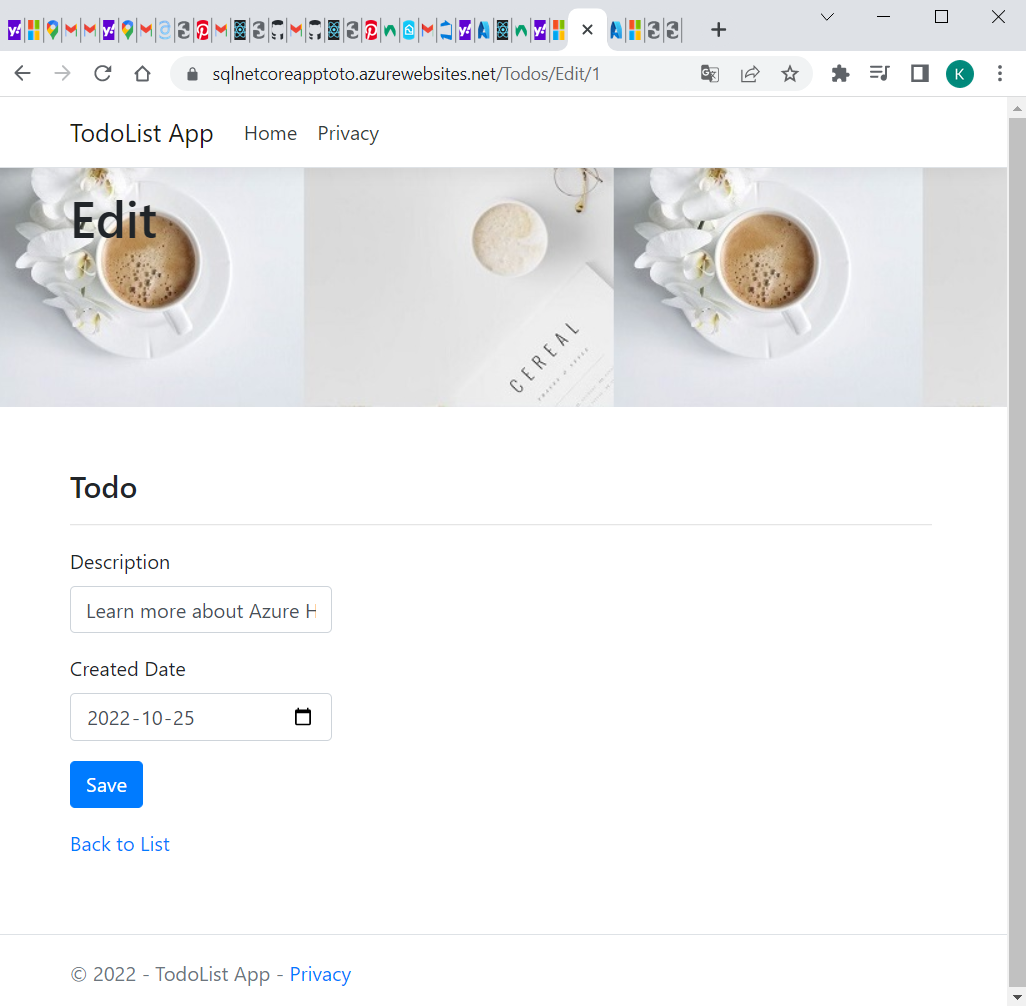 sqlnetcoreapptoto.azurewebsites.net/Todos/Edit/1
K
TodoList App Home Privacy
Edit
CEREAL
Todo
Description
Learn more about Azure H
Created Date
2022-10-25
Save
Back to List
© 2022 - TodoList App - Privacy